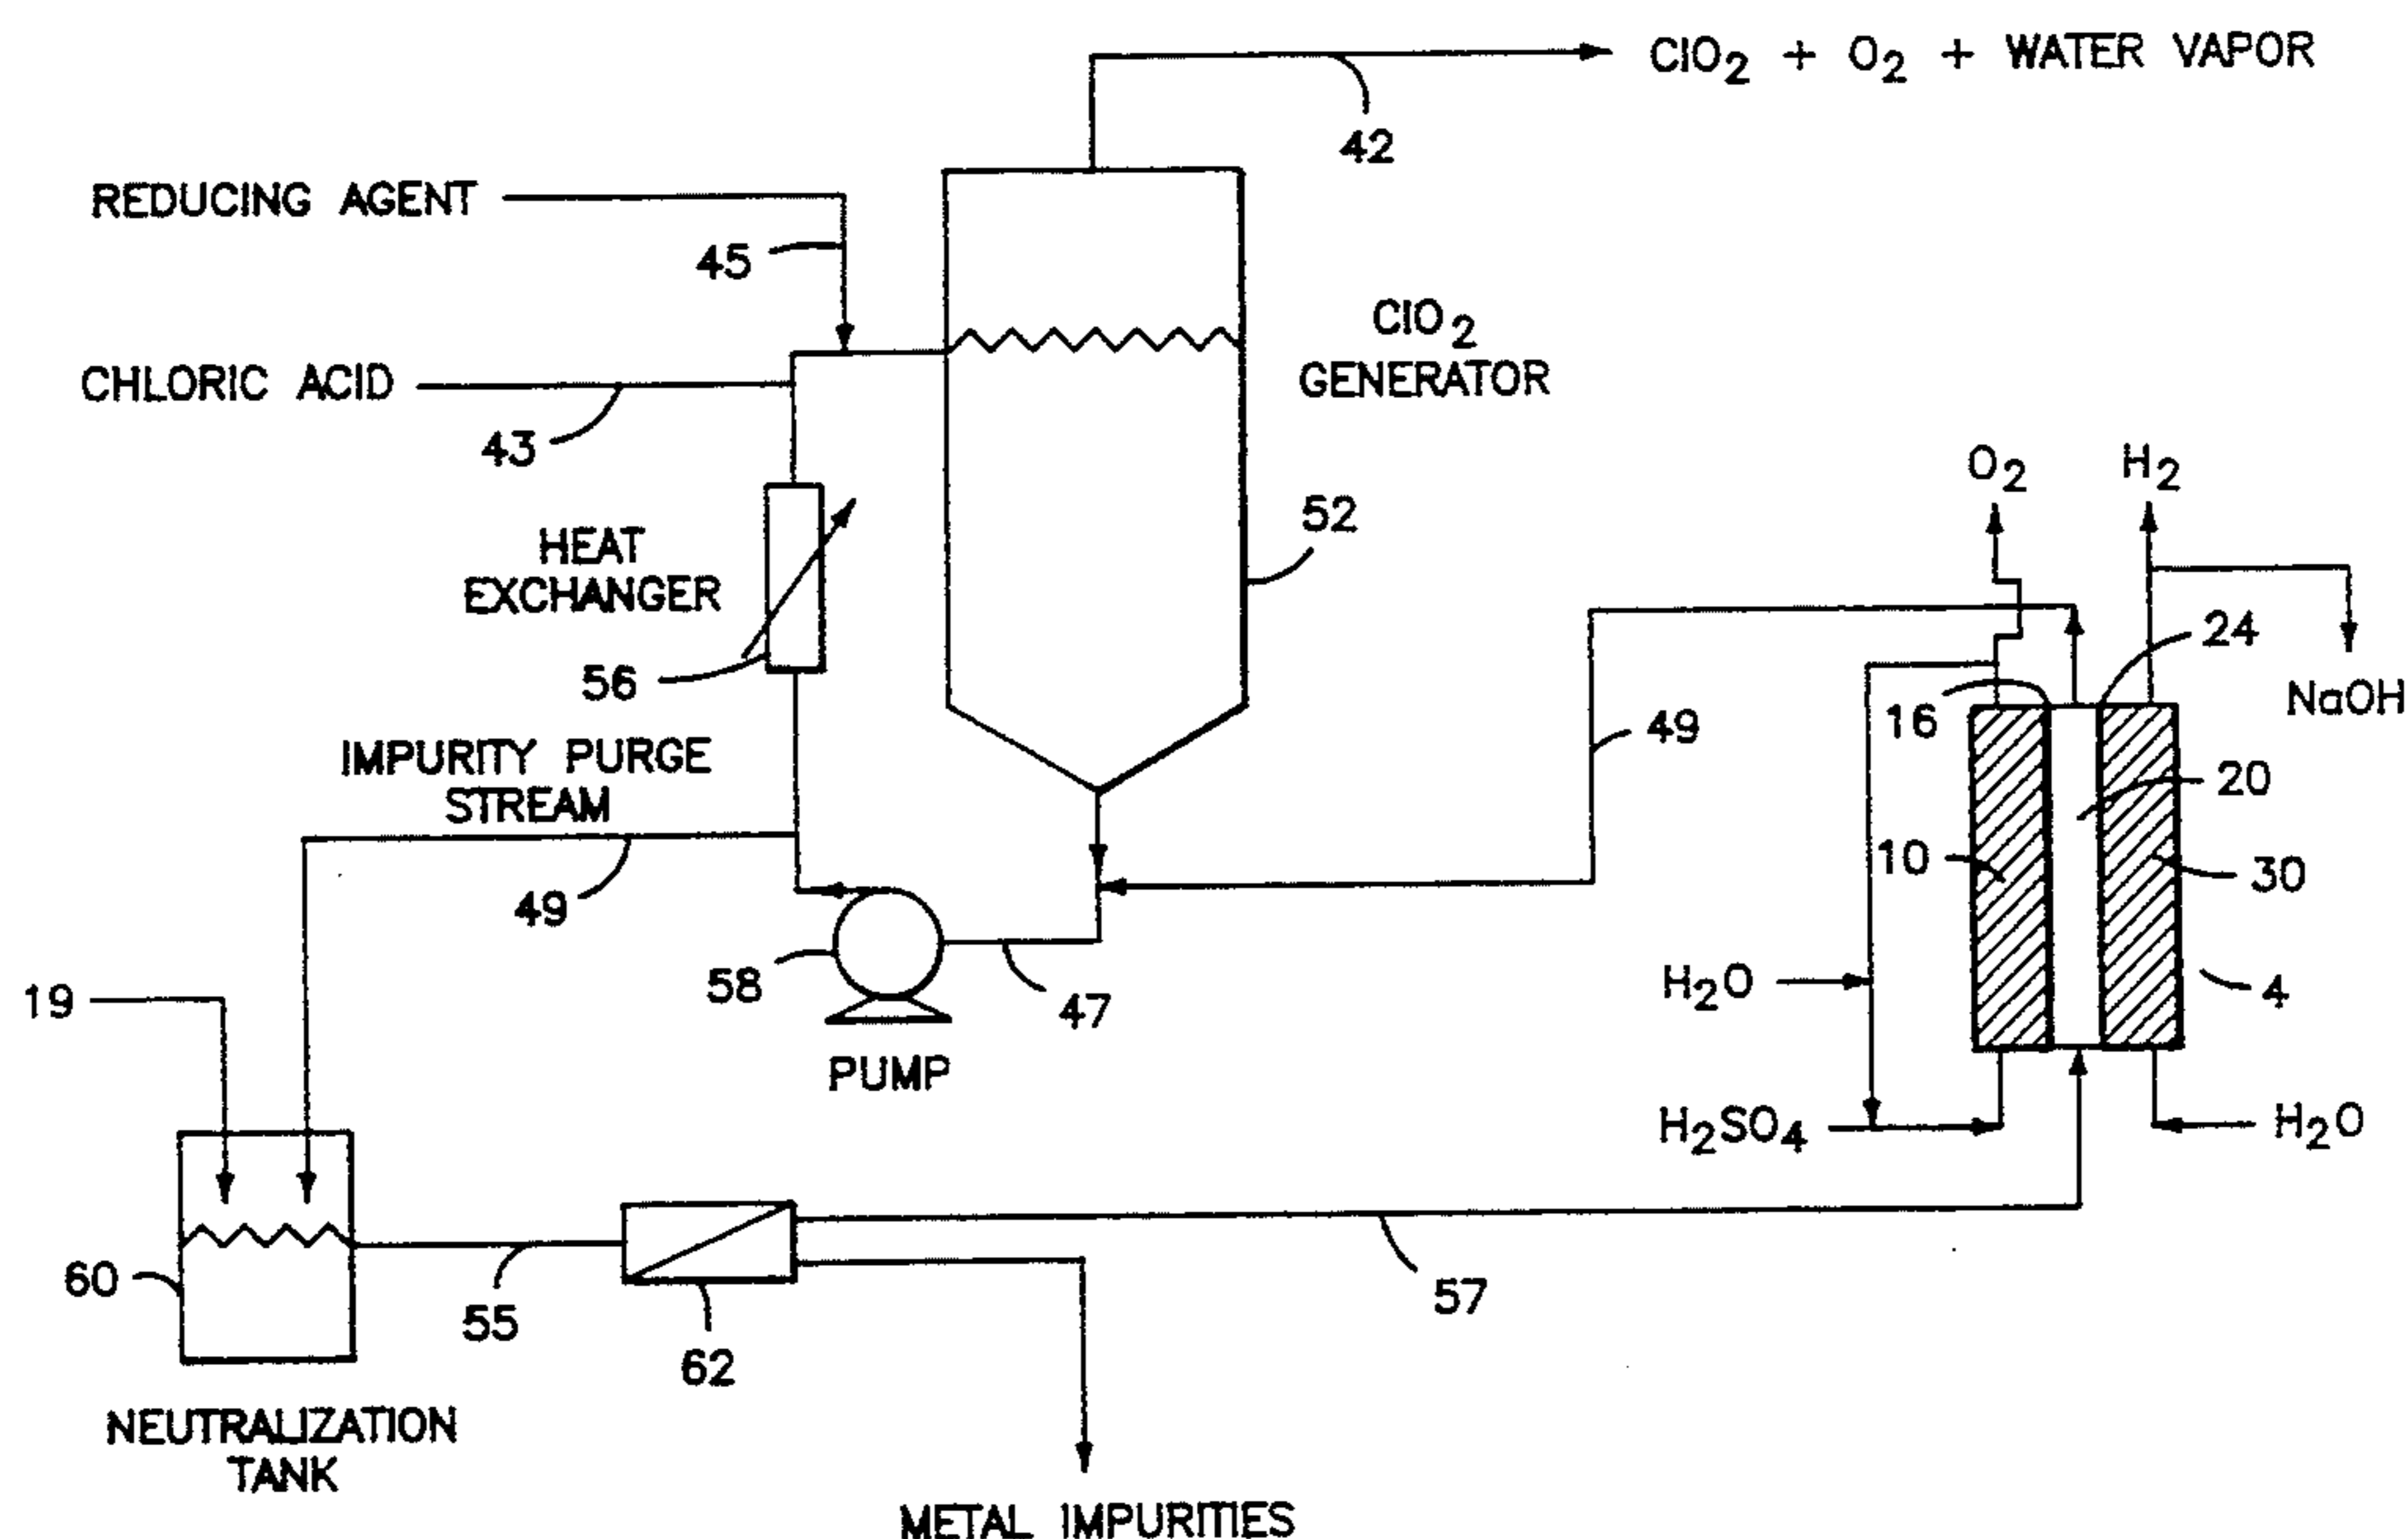 ClO2 + O2 + WATER VAPOR
42
REDUCING AGENT
45
CHLORIC ACID
43
ClO2
GENERATOR
52
HEAT
EXCHANGER
56
O2
H2
24
NaOH
16
49
20
10
30
4
IMPURITY PURGE
STREAM
49
58
47
PUMP
H2O
H2SO4
H2O
19
60
55
62
57
NEUTRALIZATION
TANK
METAL IMPURITIES